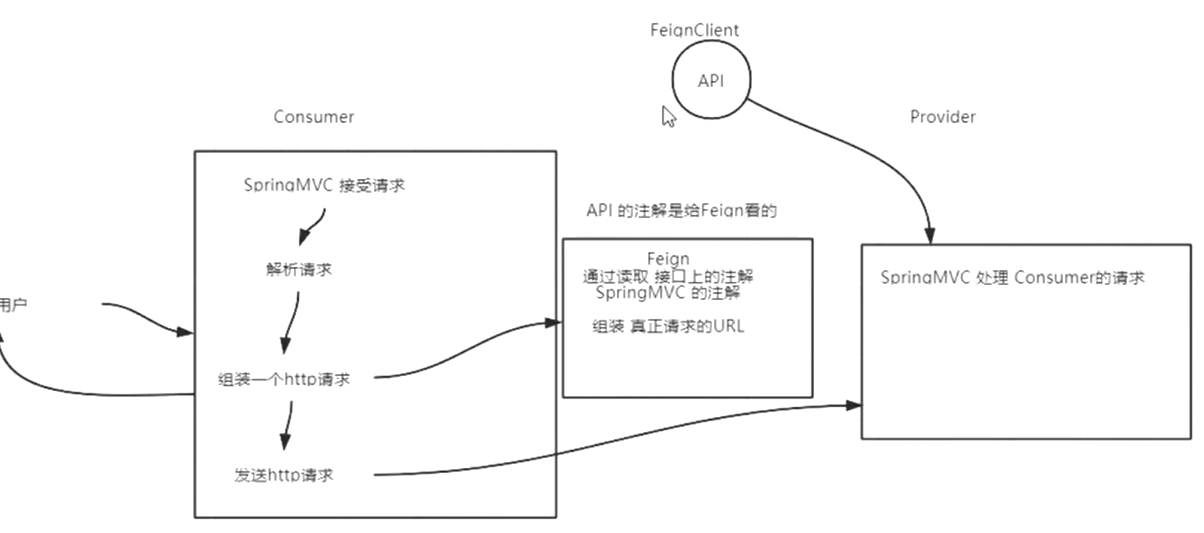 FeignClient
API
Consumer
Provider
SpringMVC 接受请求
API 的注解是给Feign看的
解析请求
Feign
通过读取 接口上的注解
SpringMVC 的注解
组装 真正请求的URL
SpringMVC 处理 Consumer的请求
用户
组装一个http请求
发送http请求